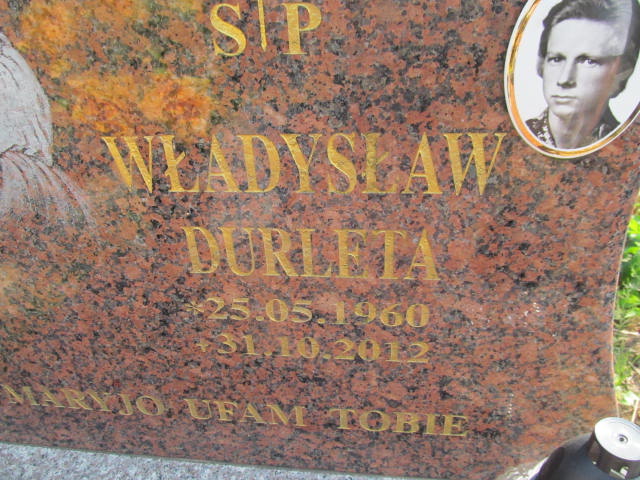 S P
WŁADYSŁAW
DURLETA
*25.05.1960
+31.10.2012
MARYJO UFAM TOBIE